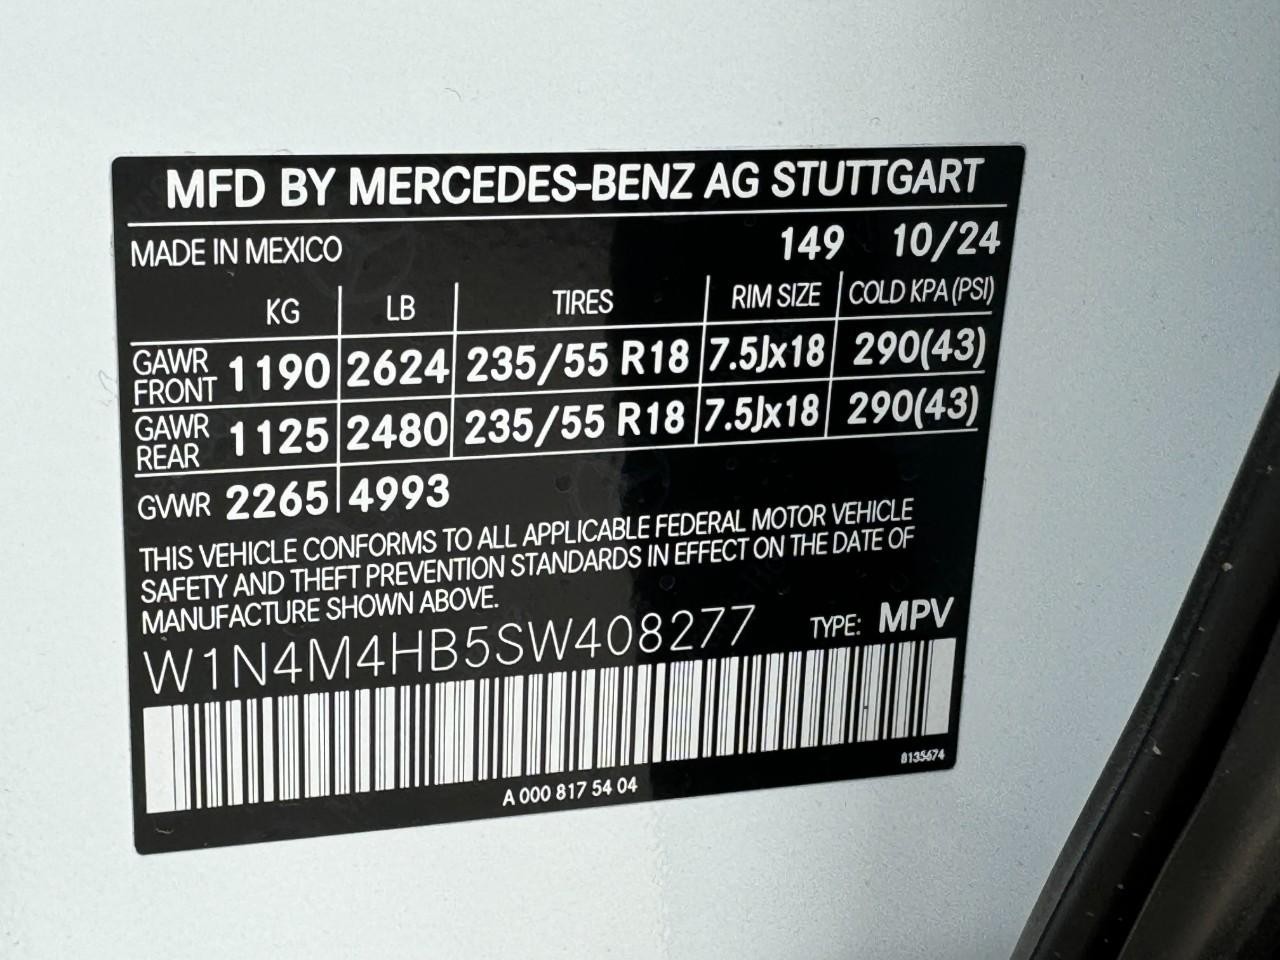 MFD BY MERCEDES-BENZ AG STUTTGART
MADE IN MEXICO 149 10/24
KG LB TIRES RIM SIZE COLD KPA (PSI)
GAWR FRONT 1190 2624 235/55 R18 7.5Jx18 290(43)
GAWR REAR 1125 2480 235/55 R18 7.5Jx18 290(43)
GVWR 2265 4993
THIS VEHICLE CONFORMS TO ALL APPLICABLE FEDERAL MOTOR VEHICLE
SAFETY AND THEFT PREVENTION STANDARDS IN EFFECT ON THE DATE OF
MANUFACTURE SHOWN ABOVE.
W1N4M4HB5SW408277 TYPE: MPV
0135674
A 000 817 54 04